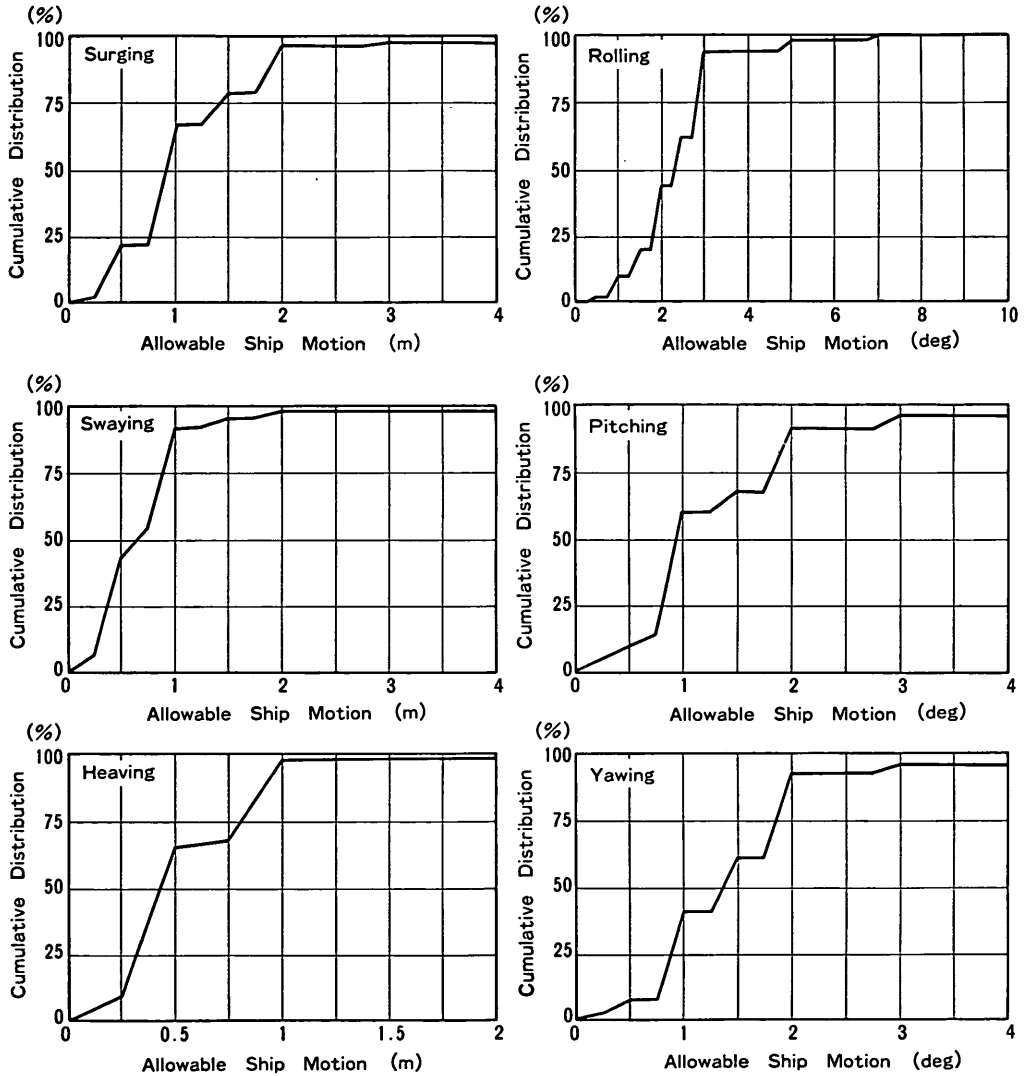 (%)
100
75
50
25
0
Cumulative Distribution
Surging
0 1 2 3 4
Allowable Ship Motion (m)
(%)
100
75
50
25
0
Cumulative Distribution
Rolling
0 2 4 6 8 10
Allowable Ship Motion (deg)
(%)
100
75
50
25
0
Cumulative Distribution
Swaying
0 1 2 3 4
Allowable Ship Motion (m)
(%)
100
75
50
25
0
Cumulative Distribution
Pitching
0 1 2 3 4
Allowable Ship Motion (deg)
(%)
100
75
50
25
0
Cumulative Distribution
Heaving
0 0.5 1 1.5 2
Allowable Ship Motion (m)
(%)
100
75
50
25
0
Cumulative Distribution
Yawing
0 1 2 3 4
Allowable Ship Motion (deg)